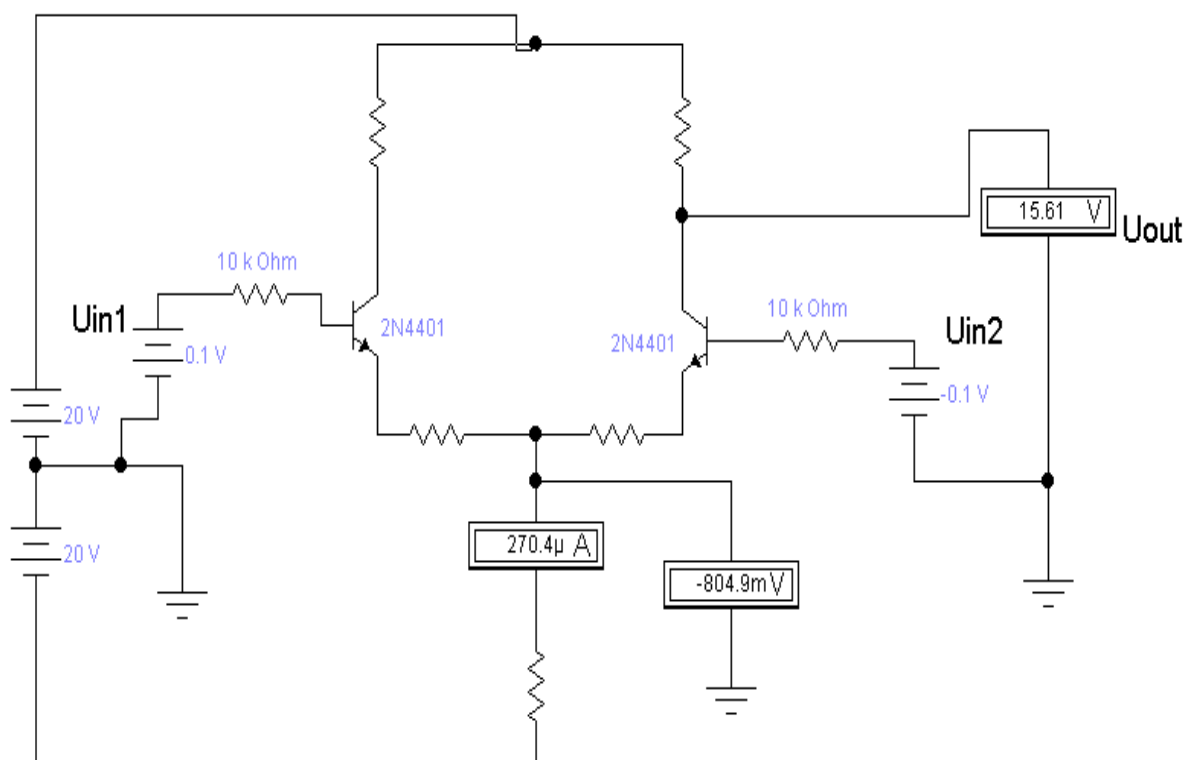 15.61 V
Uout
10 k Ohm
Uin1
2N4401
0.1 V
10 k Ohm
2N4401
Uin2
-0.1 V
20 V
20 V
270.4µ A
-804.9m V